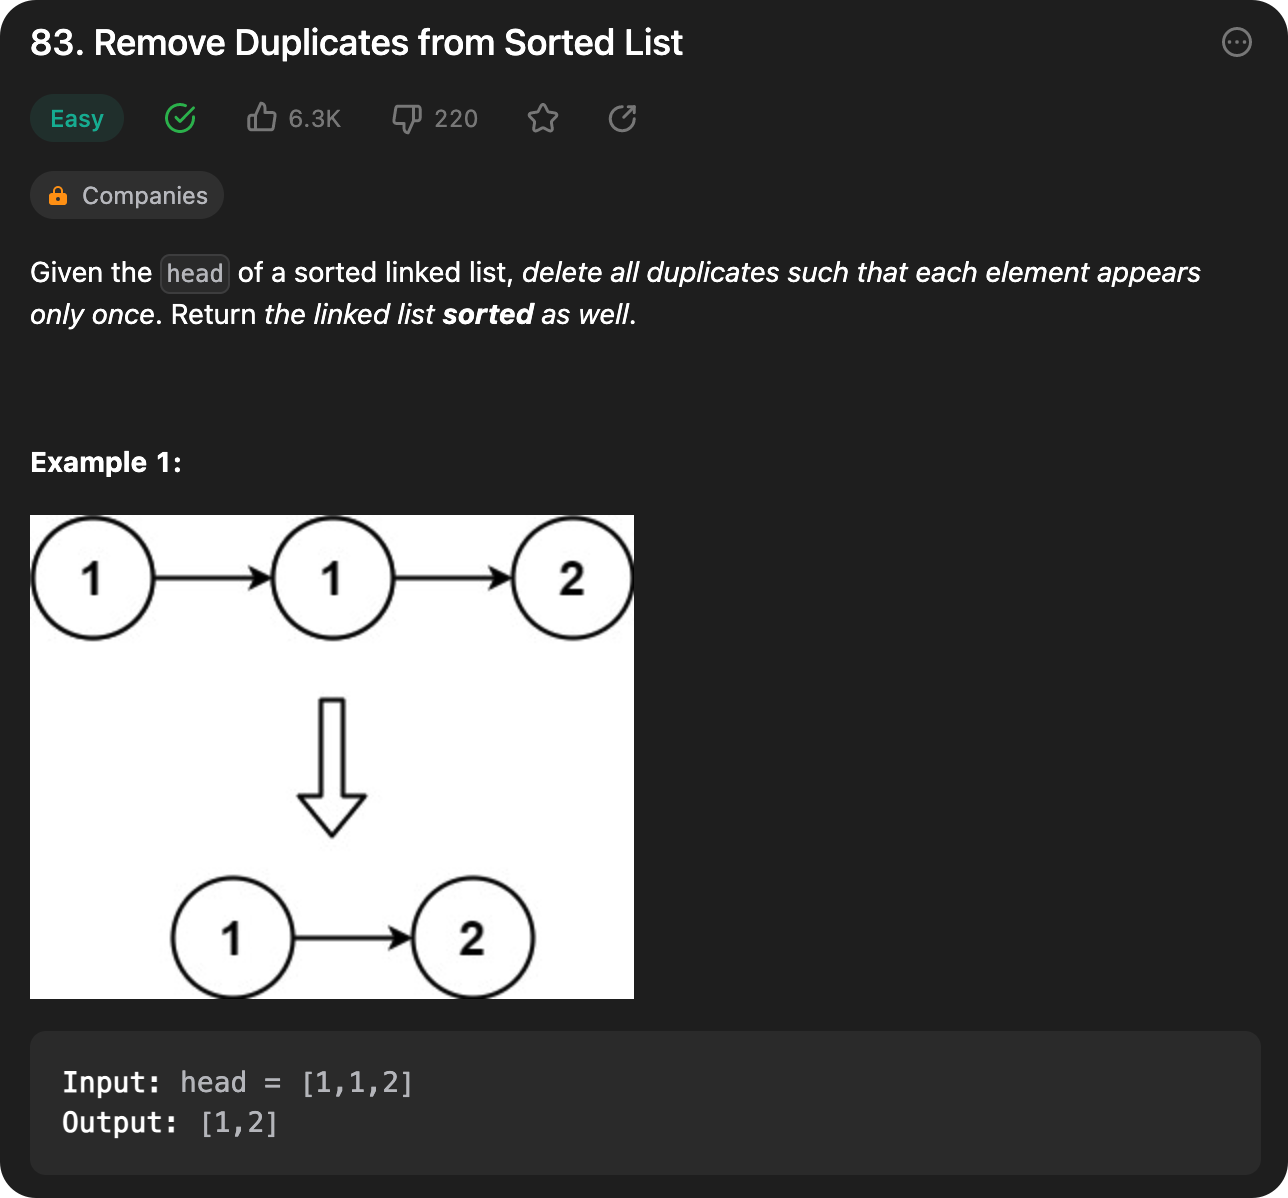 83. Remove Duplicates from Sorted List
Easy
6.3K
220
Companies
Given the head of a sorted linked list, delete all duplicates such that each element appears
only once. Return the linked list sorted as well.
Example 1:
1 1 2
1 2
Input: head = [1,1,2]
Output: [1,2]